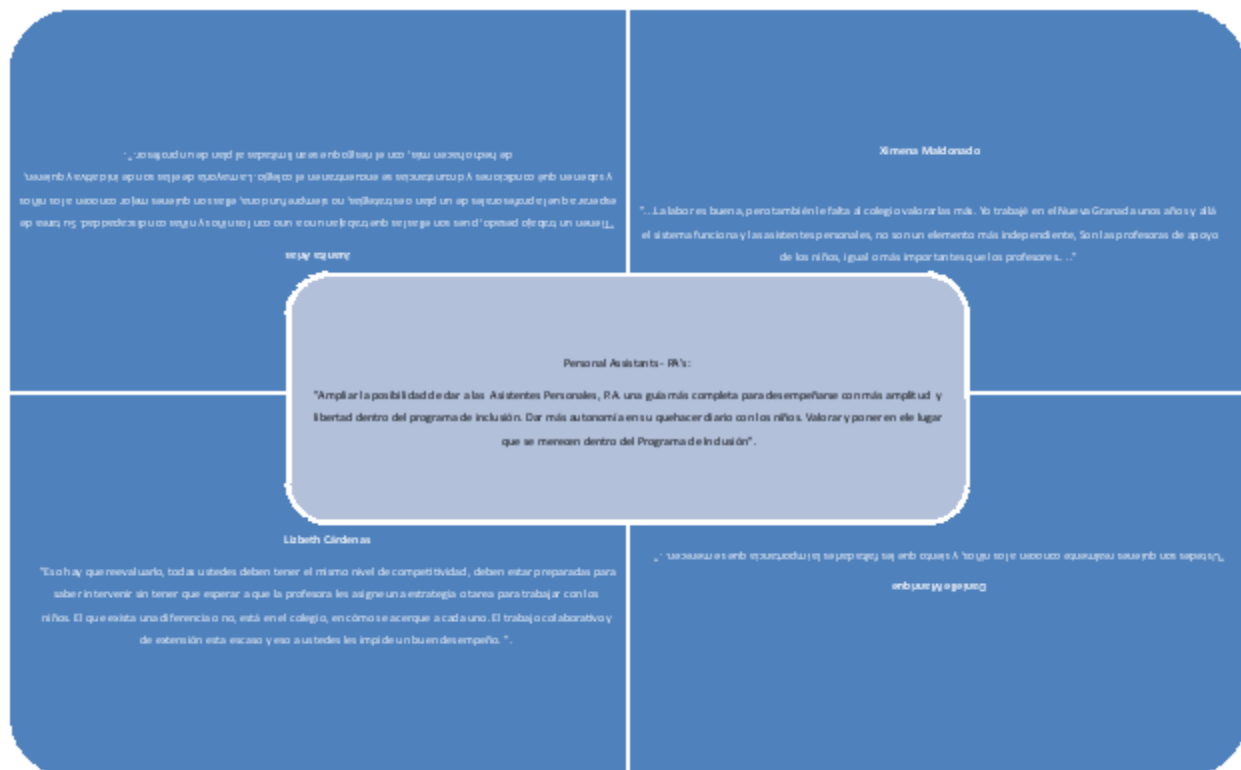 Juanita Arias
"Tienen un trabajo pesado, pues son ellas las que trabajan uno a uno con los niños y niñas con discapacidad. Su tarea de
esperar a que la profesora les de un plan o estrategias, no siempre funciona, ellas son quienes mejor conocen a los niños
y saben en qué condiciones y circunstancias se encuentran en el colegio. La mayoría de ellas son de iniciativa y quieren,
de hecho hacen más, con el riesgo que sean limitadas al plan de un profesor.".
Ximena Maldonado
"...La labor es buena, pero también le falta al colegio valorarlas más. Yo trabajé en el Nueva Granada unos años y allá
el sistema funciona y las asistentes personales, no son un elemento más independiente, Son las profesoras de apoyo
de los niños, igual o más importantes que los profesores. .."
Personal Assistants - PA's:
"Ampliar la posibilidad de dar a las Asistentes Personales, P.A. una guía más completa para desempeñarse con más amplitud y
libertad dentro del programa de inclusión. Dar más autonomía en su quehacer diario con los niños. Valorar y poner en ele lugar
que se merecen dentro del Programa de Inclusión".
Lizbeth Cárdenas
"Eso hay que reevaluarlo, todas ustedes deben tener el mismo nivel de competitividad, deben estar preparadas para
saber intervenir sin tener que esperar a que la profesora les asigne una estrategia o tarea para trabajar con los
niños. El que exista una diferencia o no, está en el colegio, en cómo se acerque a cada uno. El trabajo colaborativo y
de extensión esta escaso y eso a ustedes les impide un buen desempeño. ".
Danielle Manrique
"Ustedes son quienes realmente conocen a los niños, y siento que les falta darles la importancia que se merecen. ."